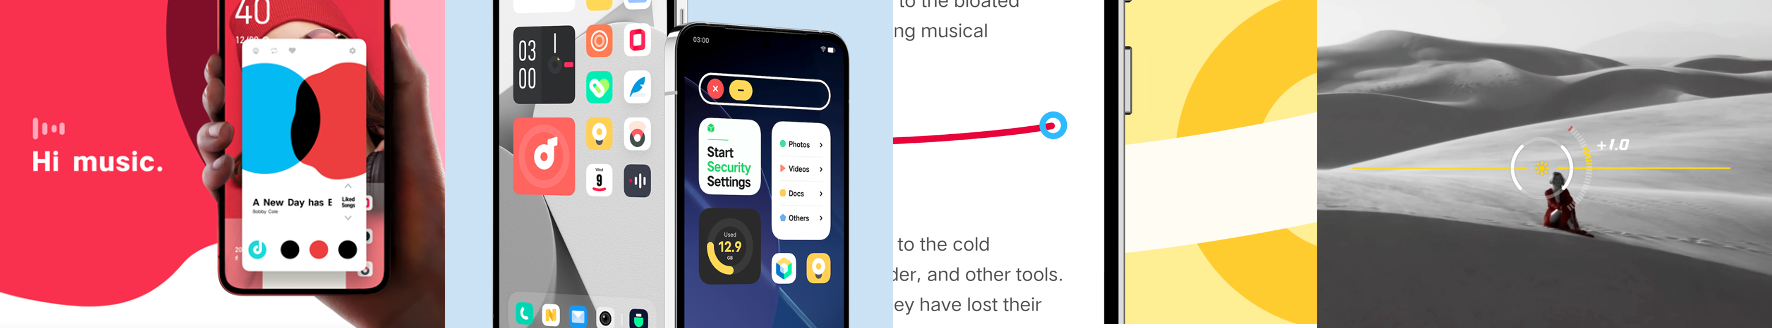 40
12/
Hi music.
A New Day has E
Bobby Cole
Liked
Songs
20
03
00
Wed
9
03:00
Start
Security
Settings
Photos
Videos
Docs
Others
Used
12.9
GB
to the bloated
ng musical
to the cold
der, and other tools.
ey have lost their
+1.0